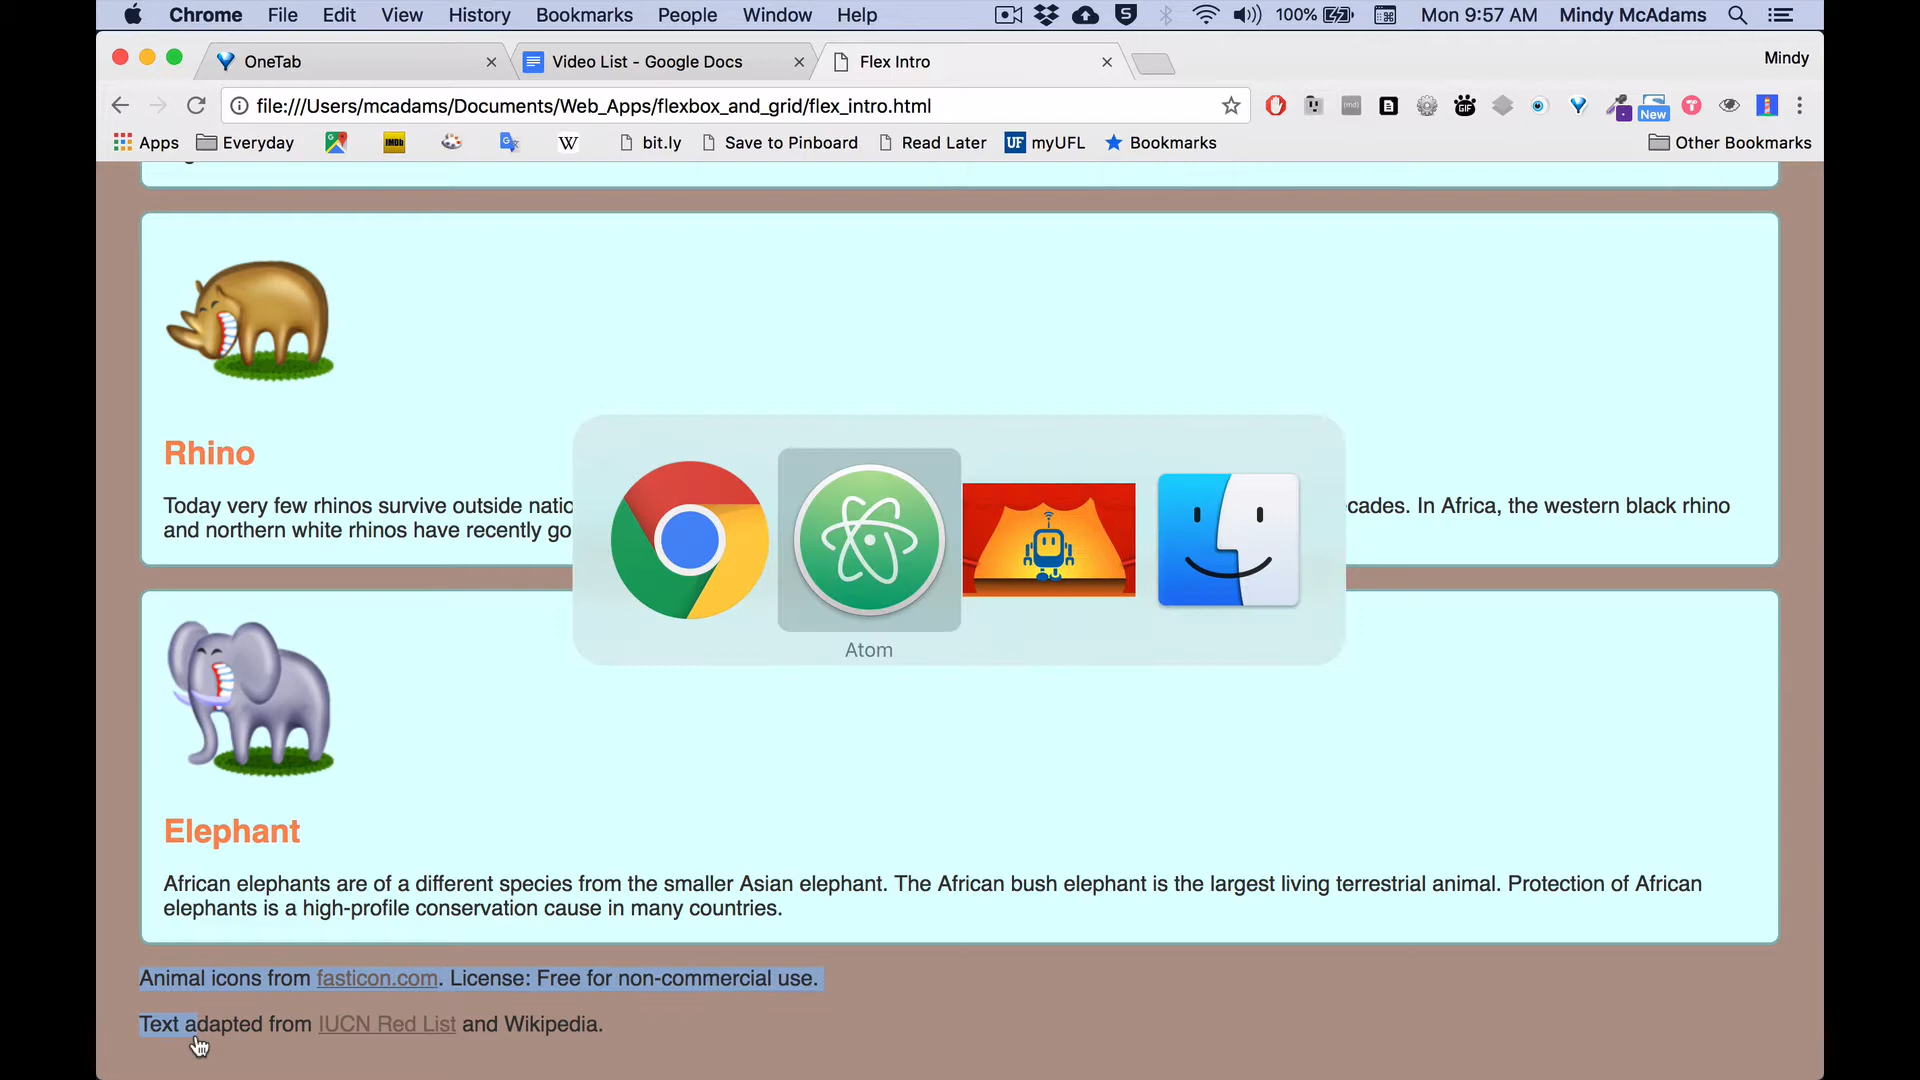 Chrome File Edit View History Bookmarks People Window Help 100% Mon 9:57 AM Mindy McAdams
OneTab Video List - Google Docs Flex Intro Mindy
file:///Users/mcadams/Documents/Web_Apps/flexbox_and_grid/flex_intro.html New
Apps Everyday IMDb W bit.ly Save to Pinboard Read Later UF myUFL Bookmarks Other Bookmarks
Rhino
Today very few rhinos survive outside natio cades. In Africa, the western black rhino
and northern white rhinos have recently go
Atom
Elephant
African elephants are of a different species from the smaller Asian elephant. The African bush elephant is the largest living terrestrial animal. Protection of African
elephants is a high-profile conservation cause in many countries.
Animal icons from fasticon.com. License: Free for non-commercial use.
Text adapted from IUCN Red List and Wikipedia.